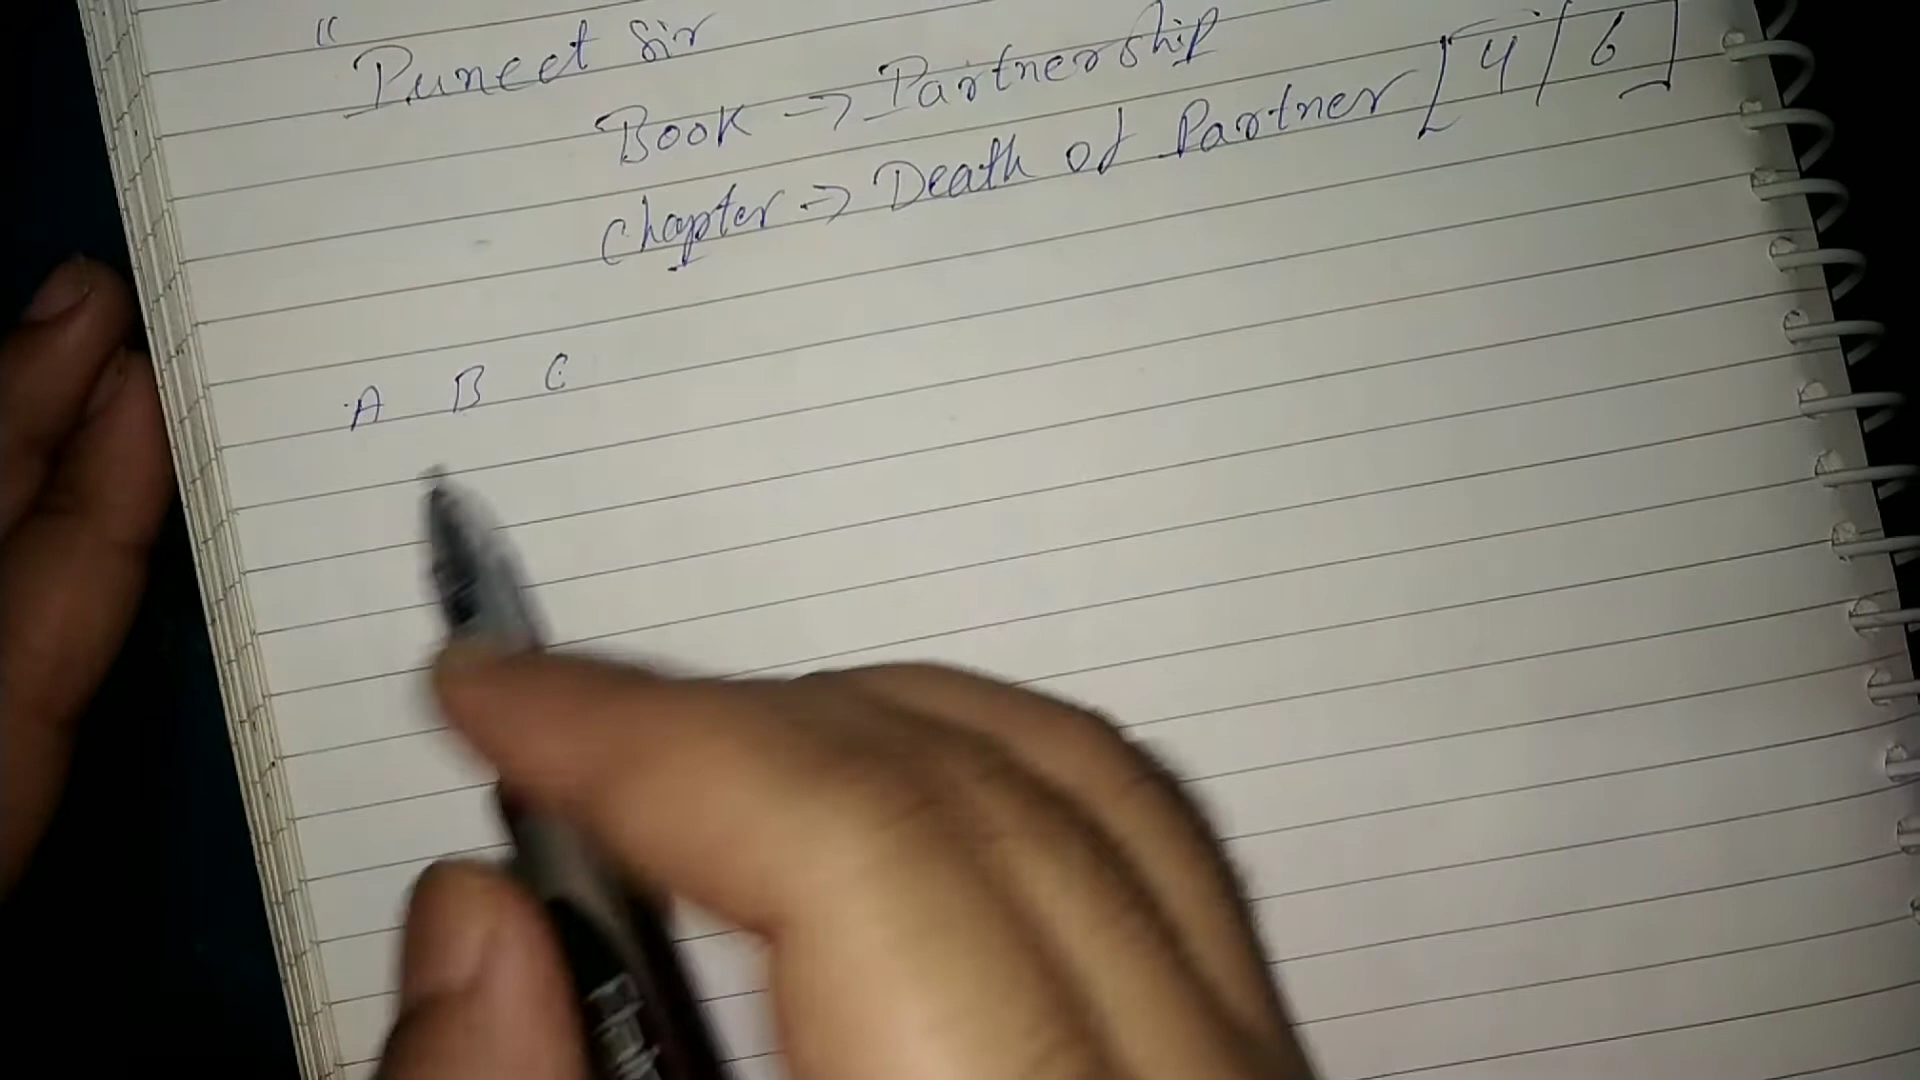 "Puneet Sir
Book → Partnership
Chapter → Death of Partner [4/6]
A B C